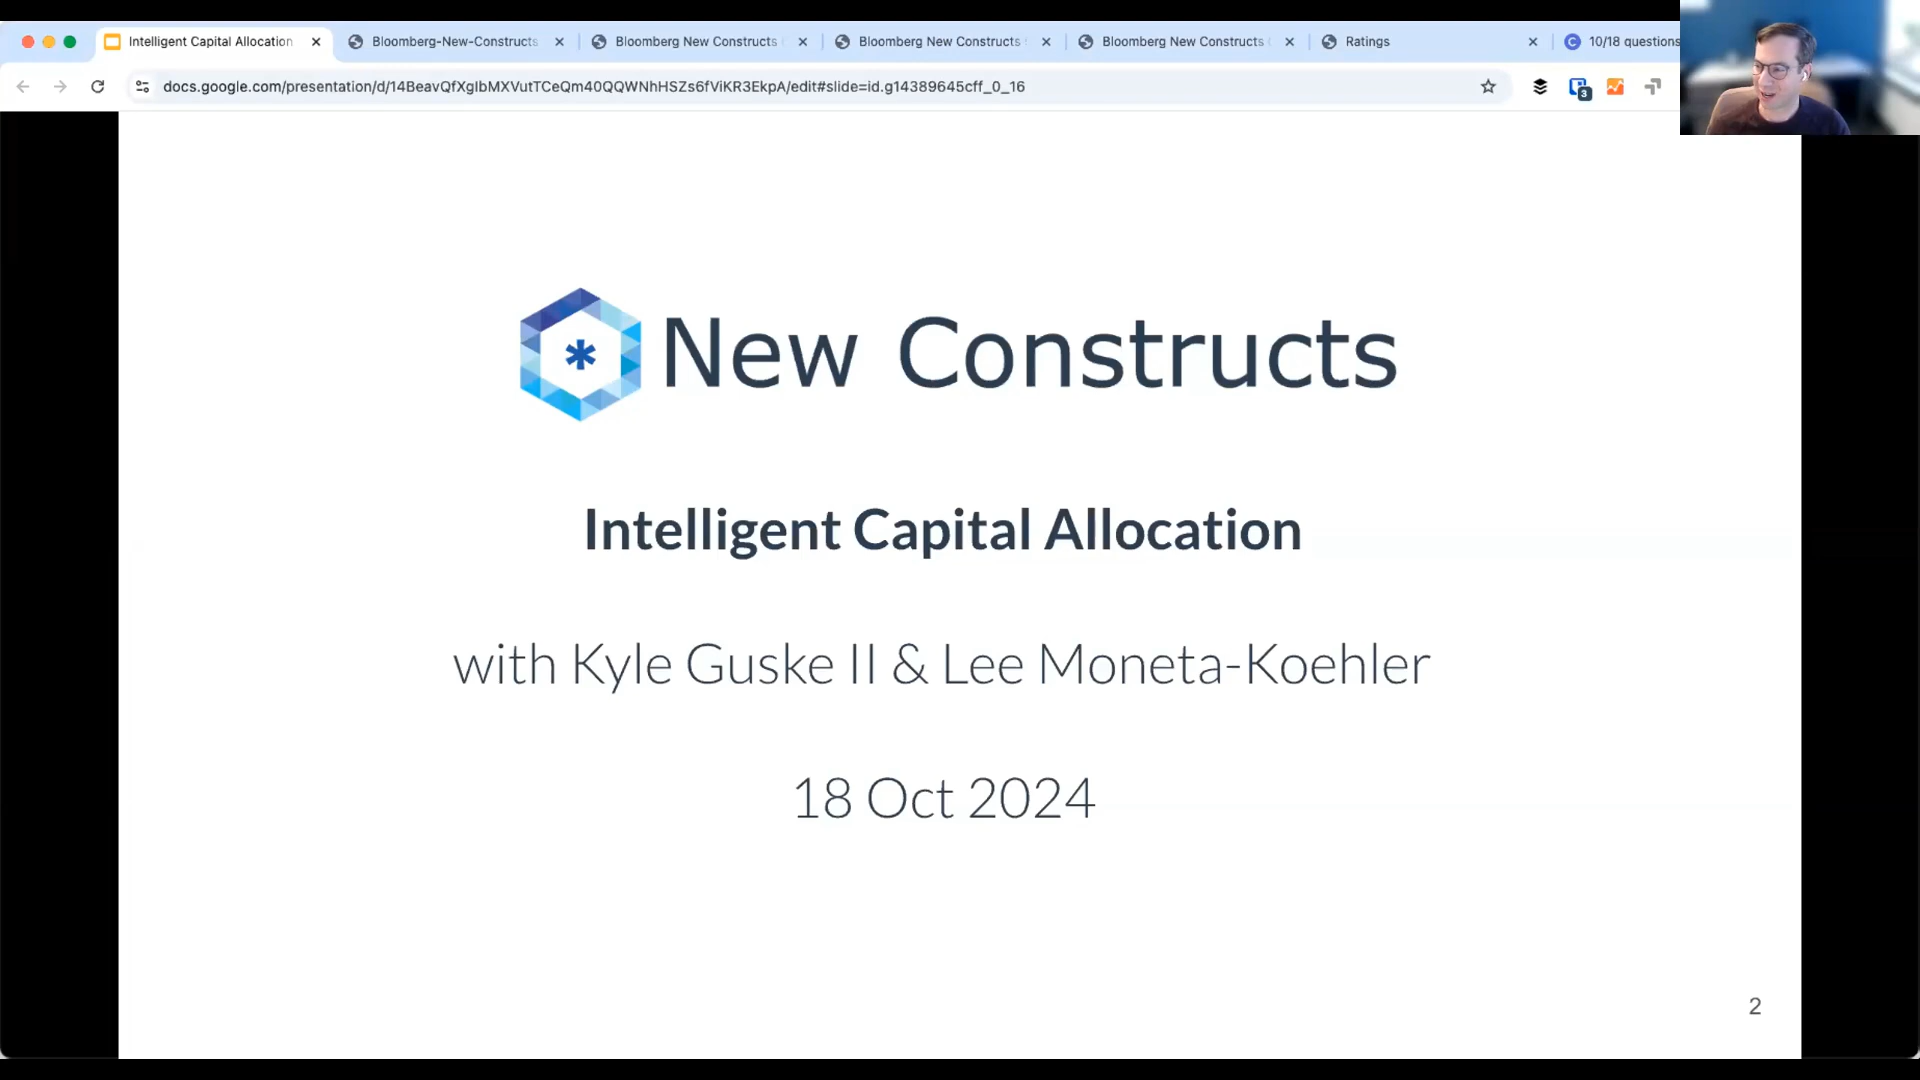 Intelligent Capital Allocation
Bloomberg-New-Constructs
Bloomberg New Constructs
Bloomberg New Constructs
Bloomberg New Constructs
Ratings
10/18 questions
docs.google.com/presentation/d/14BeavQfXgIbMXVutTCeQm40QQWNhHSZs6fViKR3EkpA/edit#slide=id.g14389645cff_0_16
3
* New Constructs
Intelligent Capital Allocation
with Kyle Guske II & Lee Moneta-Koehler
18 Oct 2024
2